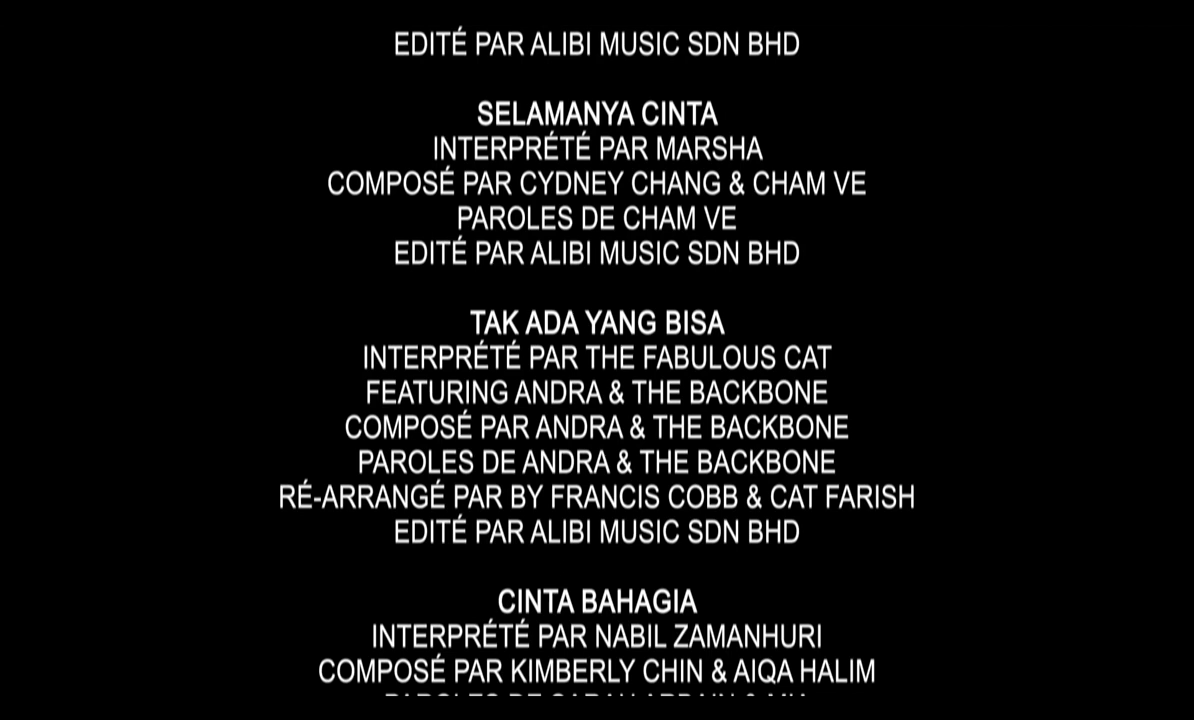 EDITÉ PAR ALIBI MUSIC SDN BHD
SELAMANYA CINTA
INTERPRÉTÉ PAR MARSHA
COMPOSÉ PAR CYDNEY CHANG & CHAM VE
PAROLES DE CHAM VE
EDITÉ PAR ALIBI MUSIC SDN BHD
TAK ADA YANG BISA
INTERPRÉTÉ PAR THE FABULOUS CAT
FEATURING ANDRA & THE BACKBONE
COMPOSÉ PAR ANDRA & THE BACKBONE
PAROLES DE ANDRA & THE BACKBONE
RÉ-ARRANGÉ PAR BY FRANCIS COBB & CAT FARISH
EDITÉ PAR ALIBI MUSIC SDN BHD
CINTA BAHAGIA
INTERPRÉTÉ PAR NABIL ZAMANHURI
COMPOSÉ PAR KIMBERLY CHIN & AIQA HALIM
PAROLES DE